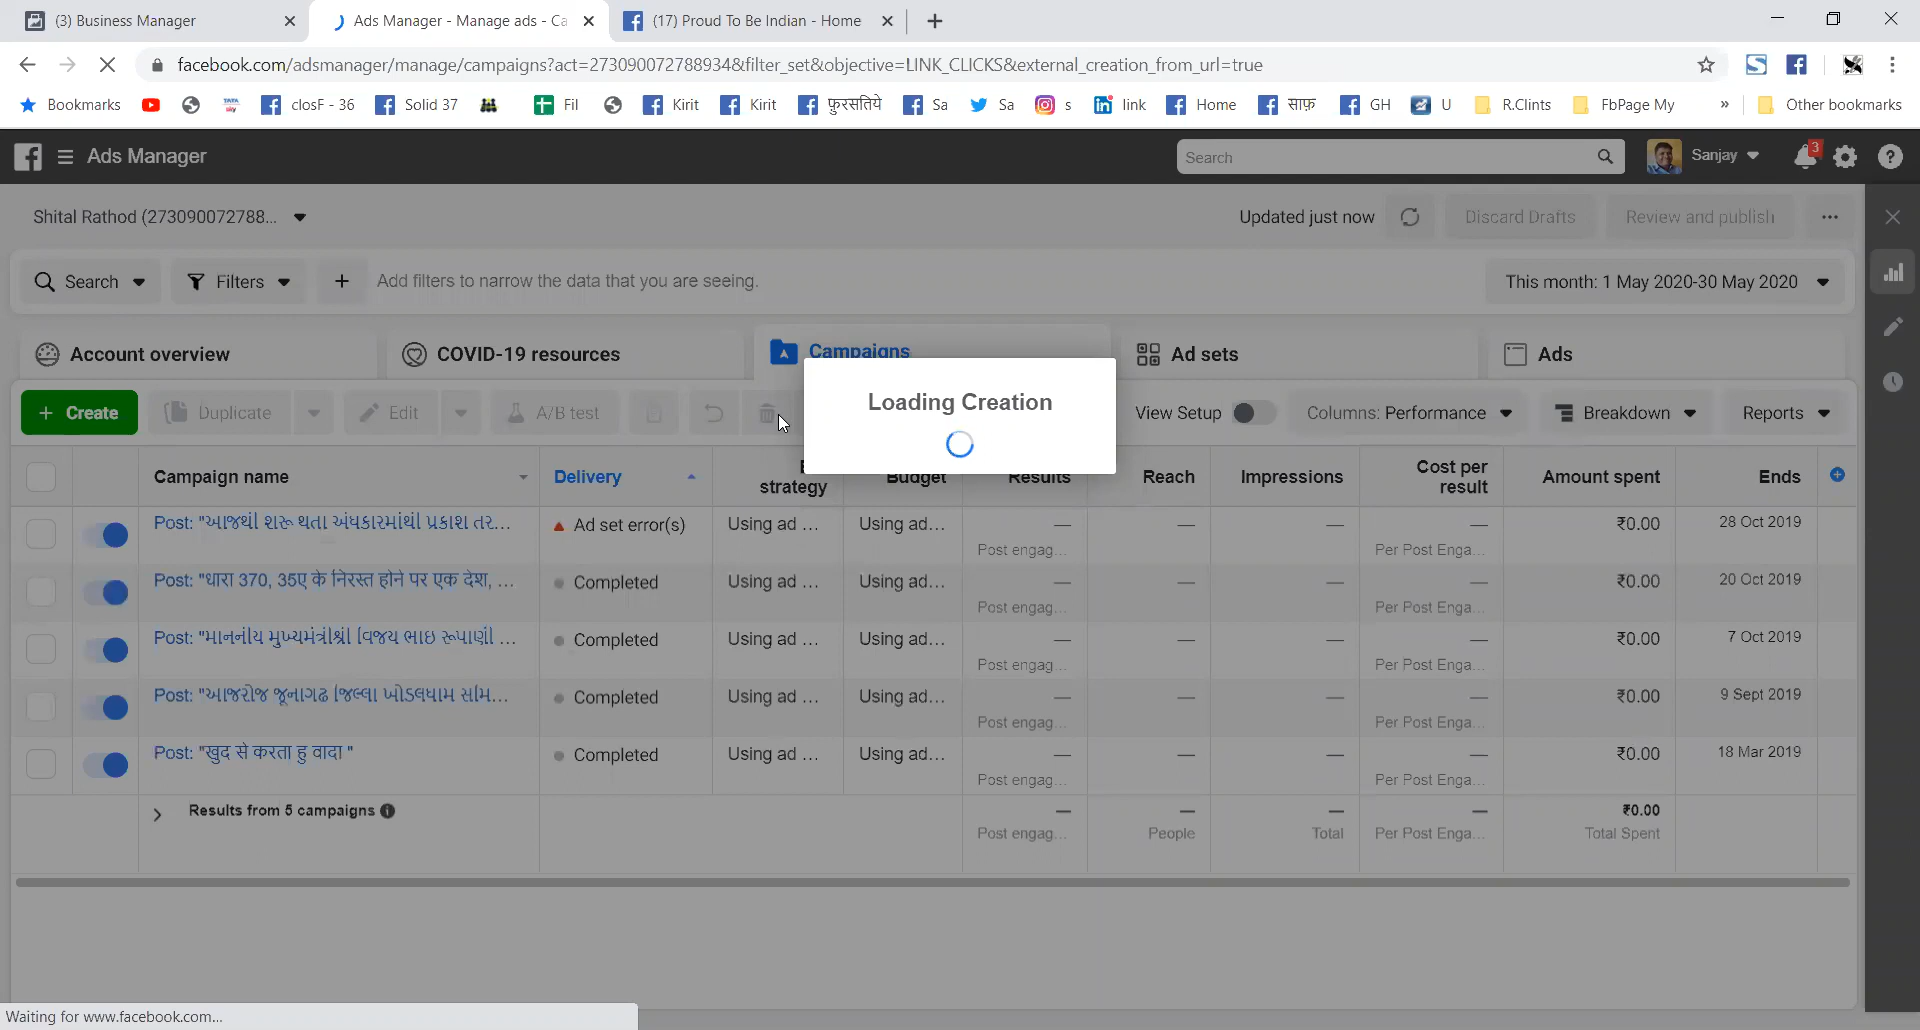 (3) Business Manager
Ads Manager - Manage ads - Ca
(17) Proud To Be Indian - Home
facebook.com/adsmanager/manage/campaigns?act=273090072788934&filter_set&objective=LINK_CLICKS&external_creation_from_url=true
Bookmarks closF - 36 Solid 37 Fil Kirit Kirit फुरसतिये Sa Sa s link Home साफ़ GH U R.Clints FbPage My » Other bookmarks
Ads Manager Search Sanjay 3
Shital Rathod (273090072788... Updated just now Discard Drafts Review and publish
Search Filters Add filters to narrow the data that you are seeing. This month: 1 May 2020-30 May 2020
Account overview COVID-19 resources Campaigns Ad sets Ads
Loading Creation
+ Create Duplicate Edit A/B test View Setup Columns: Performance Breakdown Reports
Campaign name Delivery strategy Budget Results Reach Impressions Cost per result Amount spent Ends
Post: "આજથી શરૂ થતા અંધકારમાંથી પ્રકાશ તર... Ad set error(s) Using ad ... Using ad... — — — — ₹0.00 28 Oct 2019
Post engag... Per Post Enga...
Post: "धारा 370, 35ए के निरस्त होने पर एक देश, ... Completed Using ad ... Using ad... — — — — ₹0.00 20 Oct 2019
Post engag... Per Post Enga...
Post: "માનનીય મુખ્યમંત્રીશ્રી વિજય ભાઇ રૂપાણી ... Completed Using ad ... Using ad... — — — — ₹0.00 7 Oct 2019
Post engag... Per Post Enga...
Post: "આજરોજ જૂનાગઢ જિલ્લા ખોડલધામ સમિ... Completed Using ad ... Using ad... — — — — ₹0.00 9 Sept 2019
Post engag... Per Post Enga...
Post: "खुद से करता हु वादा " Completed Using ad ... Using ad... — — — — ₹0.00 18 Mar 2019
Post engag... Per Post Enga...
Results from 5 campaigns — — — — ₹0.00
Post engag... People Total Per Post Enga... Total Spent
Waiting for www.facebook.com...